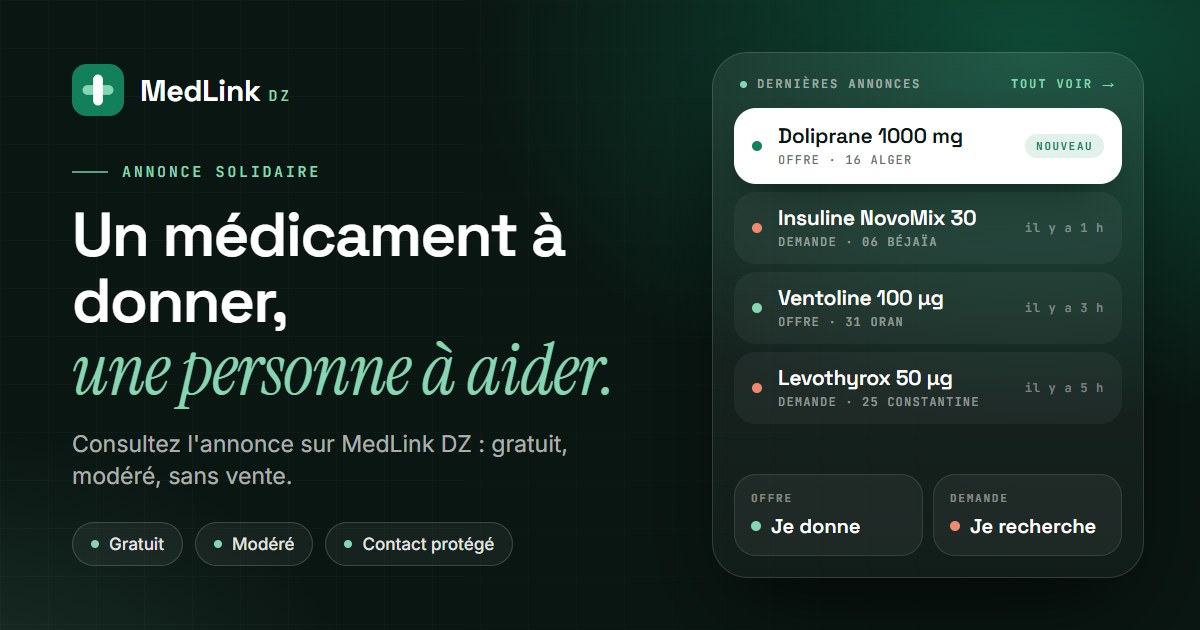 MedLink DZ
ANNONCE SOLIDAIRE
Un médicament à
donner,
une personne à aider.
Consultez l'annonce sur MedLink DZ : gratuit,
modéré, sans vente.
Gratuit
Modéré
Contact protégé
DERNIÈRES ANNONCES
TOUT VOIR →
Doliprane 1000 mg
OFFRE · 16 ALGER
NOUVEAU
Insuline NovoMix 30
DEMANDE · 06 BÉJAÏA
il y a 1 h
Ventoline 100 µg
OFFRE · 31 ORAN
il y a 3 h
Levothyrox 50 µg
DEMANDE · 25 CONSTANTINE
il y a 5 h
OFFRE
Je donne
DEMANDE
Je recherche